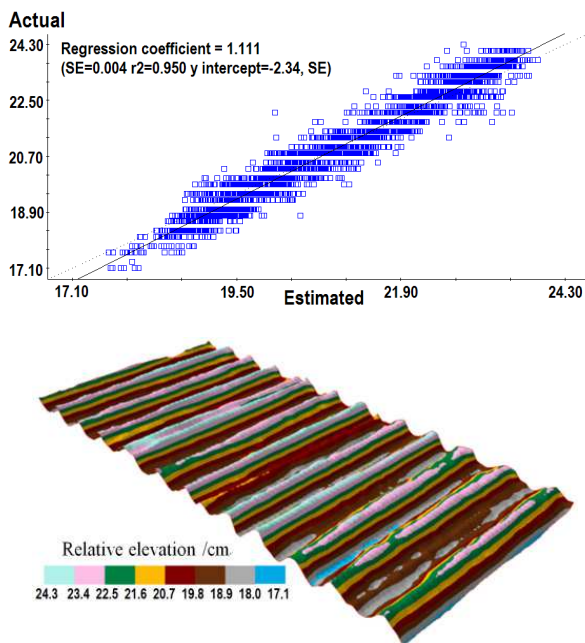 Actual
24.30
Regression coefficient = 1.111
(SE=0.004 r2=0.950 y intercept=-2.34, SE)
22.50
20.70
18.90
17.10
17.10 19.50 21.90 24.30
Estimated
Relative elevation /cm
24.3 23.4 22.5 21.6 20.7 19.8 18.9 18.0 17.1